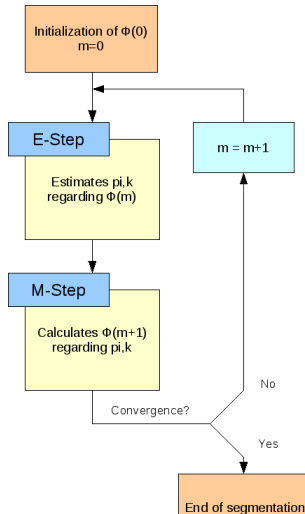 Initialization of Φ(0)
m=0
E-Step
Estimates pi,k
regarding Φ(m)
m = m+1
M-Step
Calculates Φ(m+1)
regarding pi,k
Convergence?
No
Yes
End of segmentation